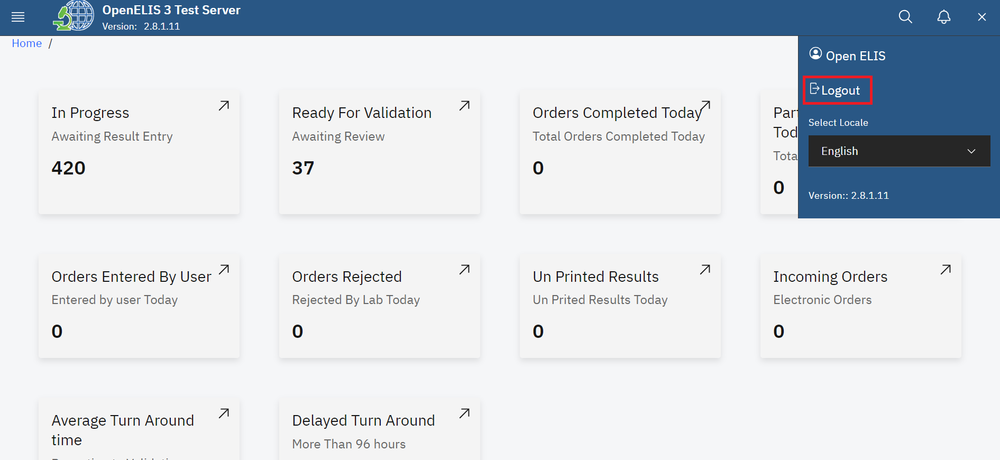 OpenELIS 3 Test Server
Version: 2.8.1.11
Home /
Open ELIS
Logout
Select Locale
English
Version:: 2.8.1.11
In Progress
Awaiting Result Entry
420
Ready For Validation
Awaiting Review
37
Orders Completed Today
Total Orders Completed Today
0
Par
Tod
Tota
0
Orders Entered By User
Entered by user Today
0
Orders Rejected
Rejected By Lab Today
0
Un Printed Results
Un Prited Results Today
0
Incoming Orders
Electronic Orders
0
Average Turn Around
time
Delayed Turn Around
More Than 96 hours